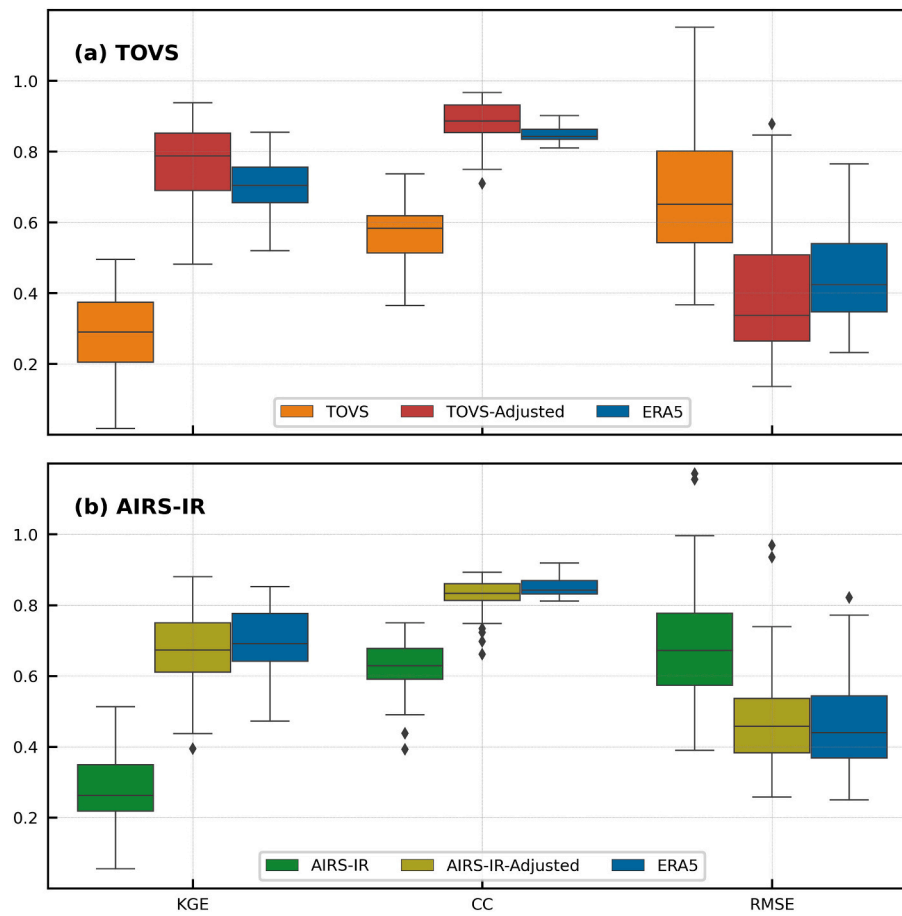 (a) TOVS
1.0
0.8
0.6
0.4
0.2
TOVS TOVS-Adjusted ERA5
(b) AIRS-IR
1.0
0.8
0.6
0.4
0.2
AIRS-IR AIRS-IR-Adjusted ERA5
KGE CC RMSE